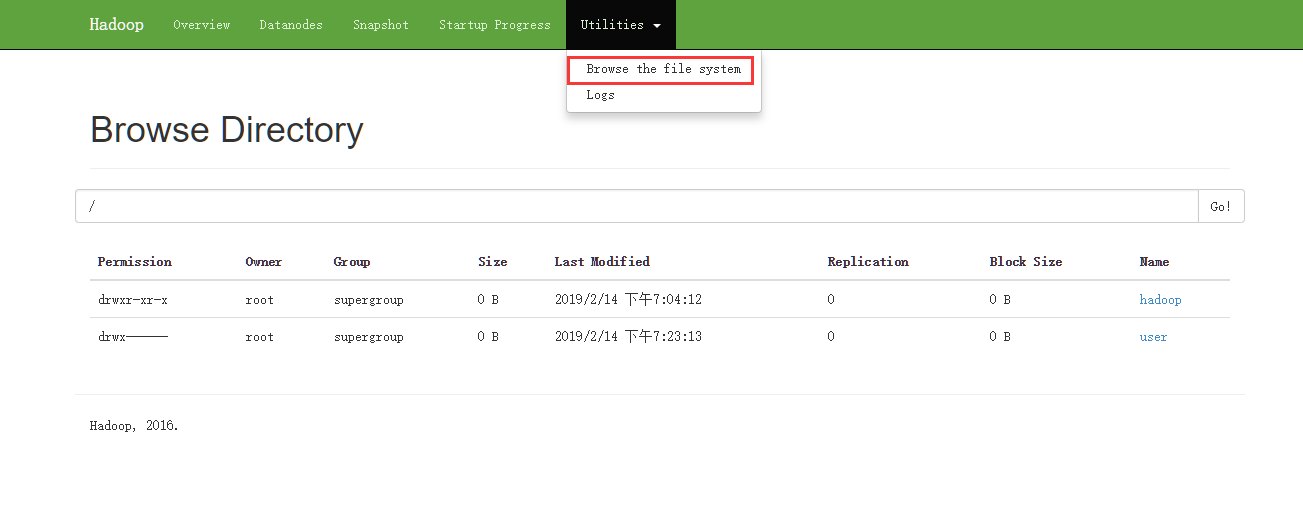 Hadoop Overview Datanodes Snapshot Startup Progress Utilities
Browse the file system
Logs
Browse Directory
/ Go!
Permission Owner Group Size Last Modified Replication Block Size Name
drwxr-xr-x root supergroup 0 B 2019/2/14 下午7:04:12 0 0 B hadoop
drwx------ root supergroup 0 B 2019/2/14 下午7:23:13 0 0 B user
Hadoop, 2016.